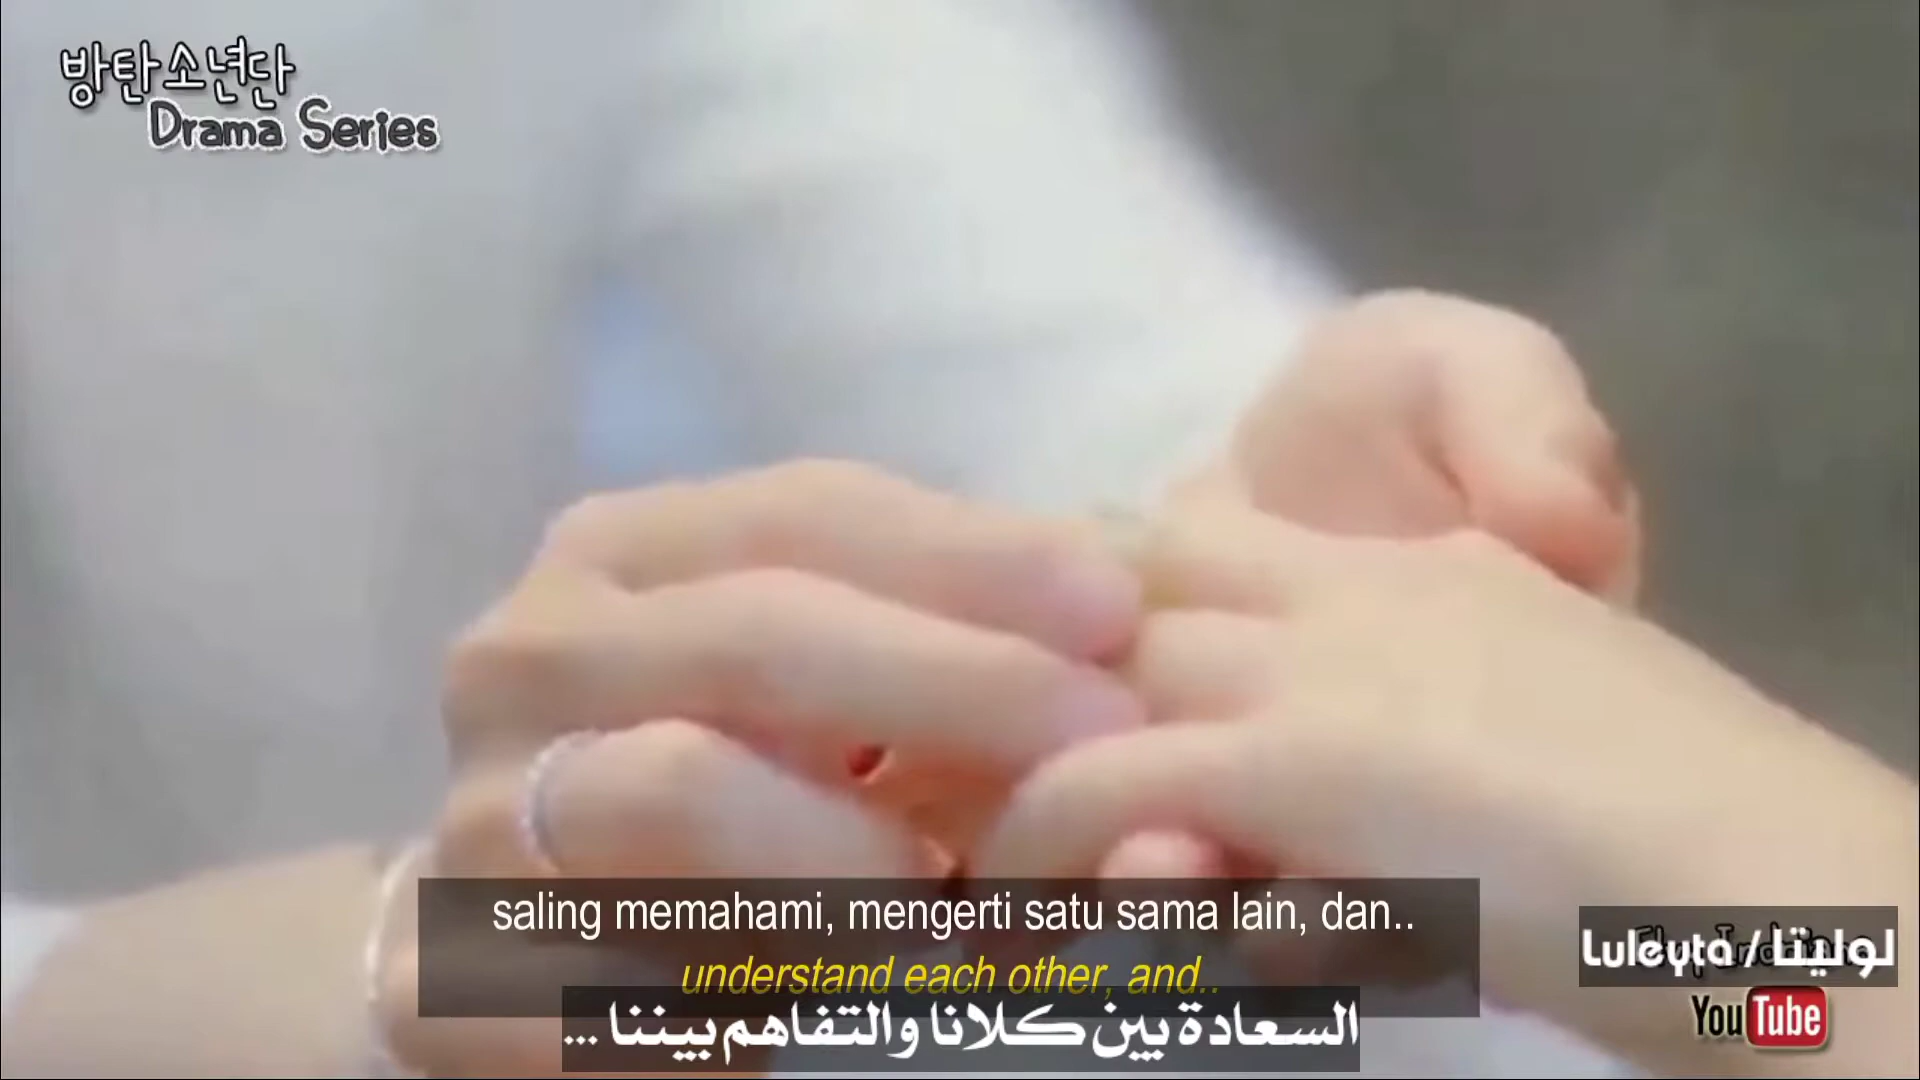 방탄소년단
Drama Series
saling memahami, mengerti satu sama lain, dan..
understand each other, and..
السعادة بين كلانا والتفاهم بيننا ...
Luleyta / لوليتا
YouTube